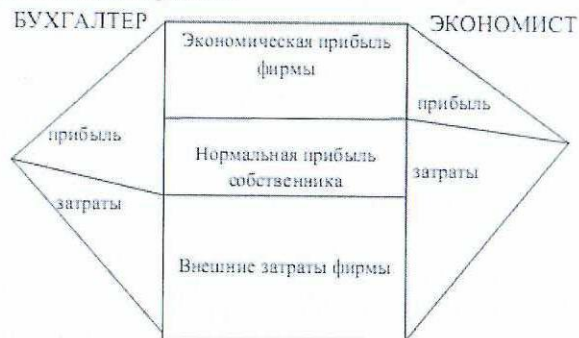 БУХГАЛТЕР
ЭКОНОМИСТ
Экономическая прибыль
фирмы
прибыль
прибыль
Нормальная прибыль
собственника
затраты
затраты
Внешние затраты фирмы